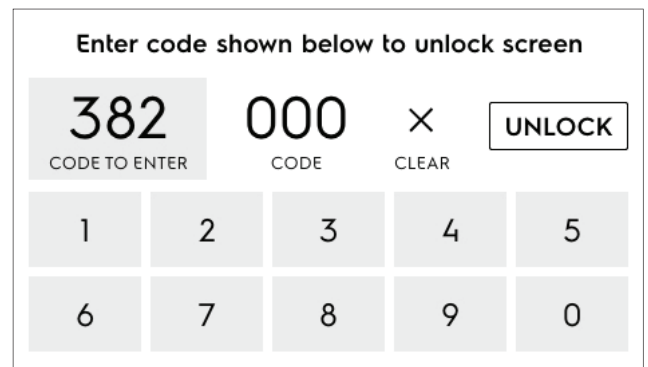 Enter code shown below to unlock screen
382 000 × UNLOCK
CODE TO ENTER CODE CLEAR
1 2 3 4 5
6 7 8 9 0